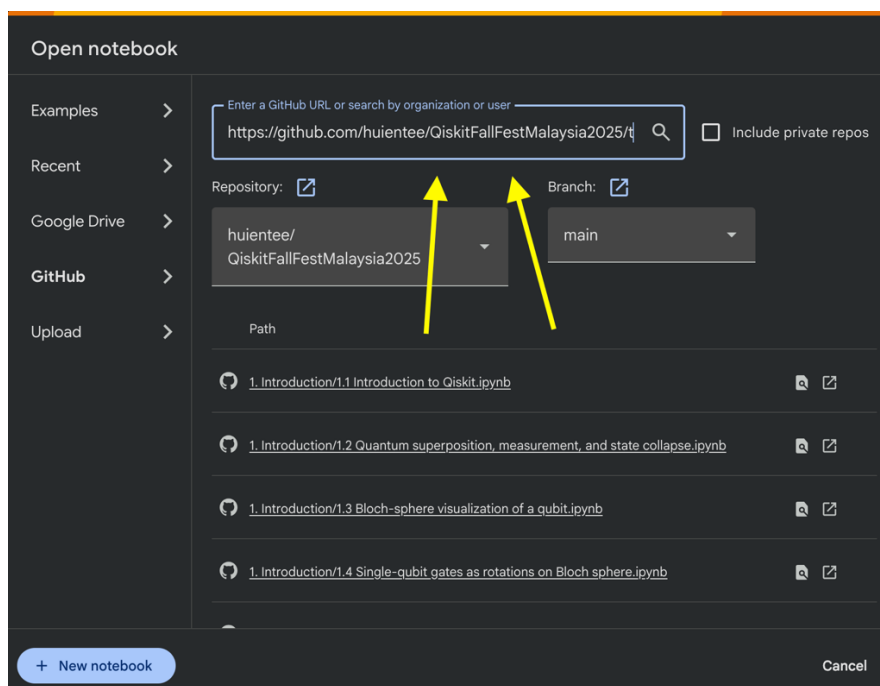 Open notebook
Examples
Recent
Google Drive
GitHub
Upload
Enter a GitHub URL or search by organization or user
https://github.com/huientee/QiskitFallFestMalaysia2025/t
Include private repos
Repository:
Branch:
huientee/
QiskitFallFestMalaysia2025
main
Path
1. Introduction/1.1 Introduction to Qiskit.ipynb
1. Introduction/1.2 Quantum superposition, measurement, and state collapse.ipynb
1. Introduction/1.3 Bloch-sphere visualization of a qubit.ipynb
1. Introduction/1.4 Single-qubit gates as rotations on Bloch sphere.ipynb
+ New notebook
Cancel